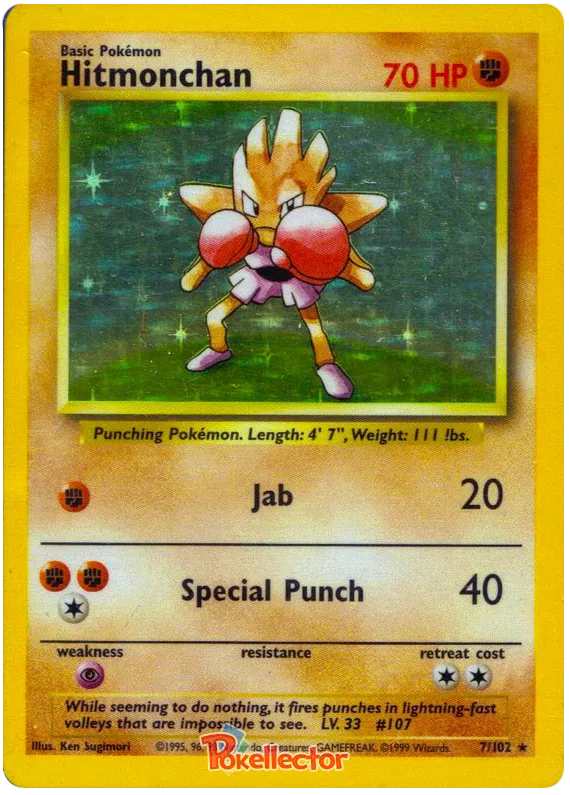 Basic Pokémon
Hitmonchan
70 HP
Punching Pokémon. Length: 4' 7", Weight: 111 lbs.
Jab 20
Special Punch 40
weakness resistance retreat cost
While seeming to do nothing, it fires punches in lightning-fast
volleys that are impossible to see. LV. 33 #107
Illus. Ken Sugimori ©1995, 96, GAMEFREAK. ©1999 Wizards. 7/102 ★
Pokellector